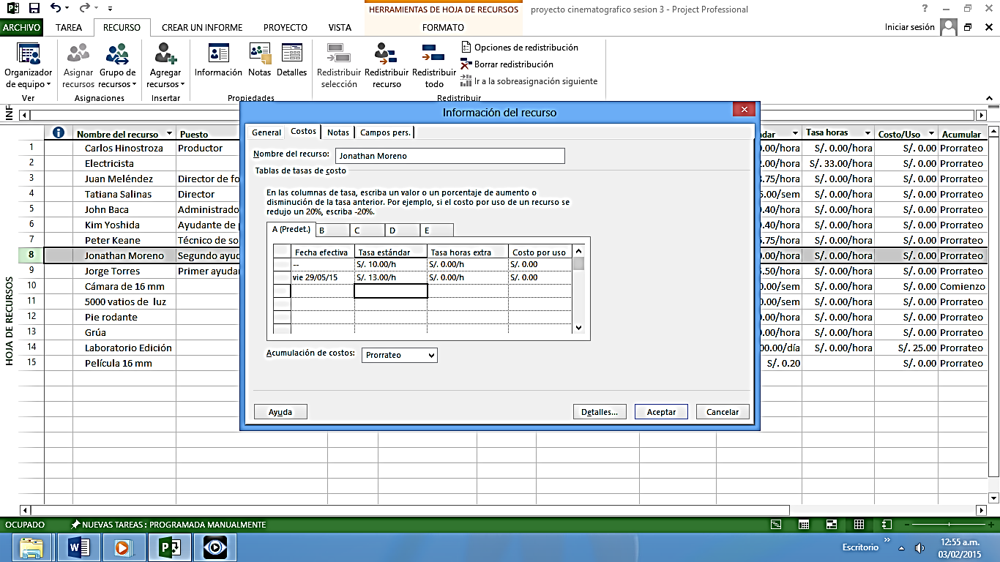 HERRAMIENTAS DE HOJA DE RECURSOS proyecto cinematografico sesion 3 - Project Professional
ARCHIVO TAREA RECURSO CREAR UN INFORME PROYECTO VISTA FORMATO Iniciar sesión
Organizador de equipo
Asignar recursos
Grupo de recursos
Agregar recursos
Información
Notas
Detalles
Redistribuir selección
Redistribuir recurso
Redistribuir todo
Opciones de redistribución
Borrar redistribución
Ir a la sobreasignación siguiente
Ver Asignaciones Insertar Propiedades Redistribuir
INF
Nombre del recurso Puesto
ndar Tasa horas Costo/Uso Acumular
1 Carlos Hinostroza Productor 0.00/hora S/. 0.00/hora S/. 0.00 Prorrateo
2 Electricista 2.00/hora S/. 33.00/hora S/. 0.00 Prorrateo
3 Juan Meléndez Director de fo 3.75/hora S/. 0.00/hora S/. 0.00 Prorrateo
4 Tatiana Salinas Director 5.00/sem S/. 0.00/hora S/. 0.00 Prorrateo
5 John Baca Administrado 0.40/hora S/. 0.00/hora S/. 0.00 Prorrateo
6 Kim Yoshida Ayudante de p 0.40/hora S/. 0.00/hora S/. 0.00 Prorrateo
7 Peter Keane Técnico de so 5.75/hora S/. 0.00/hora S/. 0.00 Prorrateo
8 Jonathan Moreno Segundo ayud 0.00/hora S/. 0.00/hora S/. 0.00 Prorrateo
9 Jorge Torres Primer ayudan 5.50/hora S/. 0.00/hora S/. 0.00 Prorrateo
10 Cámara de 16 mm 0.00/sem S/. 0.00/hora S/. 0.00 Comienzo
11 5000 vatios de luz 0.00/sem S/. 0.00/hora S/. 0.00 Prorrateo
12 Pie rodante 0.00/hora S/. 0.00/hora S/. 0.00 Prorrateo
13 Grúa 0.00/hora S/. 0.00/hora S/. 0.00 Prorrateo
14 Laboratorio Edición 00.00/día S/. 0.00/hora S/. 25.00 Prorrateo
15 Película 16 mm S/. 0.20 S/. 0.00 Prorrateo
HOJA DE RECURSOS
Información del recurso
General Costos Notas Campos pers.
Nombre del recurso: Jonathan Moreno
Tablas de tasas de costo
En las columnas de tasa, escriba un valor o un porcentaje de aumento o
disminución de la tasa anterior. Por ejemplo, si el costo por uso de un recurso se
redujo un 20%, escriba -20%.
A (Predet.) B C D E
Fecha efectiva Tasa estándar Tasa horas extra Costo por uso
-- S/. 10.00/h S/. 0.00/h S/. 0.00
vie 29/05/15 S/. 13.00/h S/. 0.00/h S/. 0.00
Acumulación de costos: Prorrateo
Ayuda Detalles... Aceptar Cancelar
OCUPADO NUEVAS TAREAS : PROGRAMADA MANUALMENTE
Escritorio
12:55 a.m.
03/02/2015